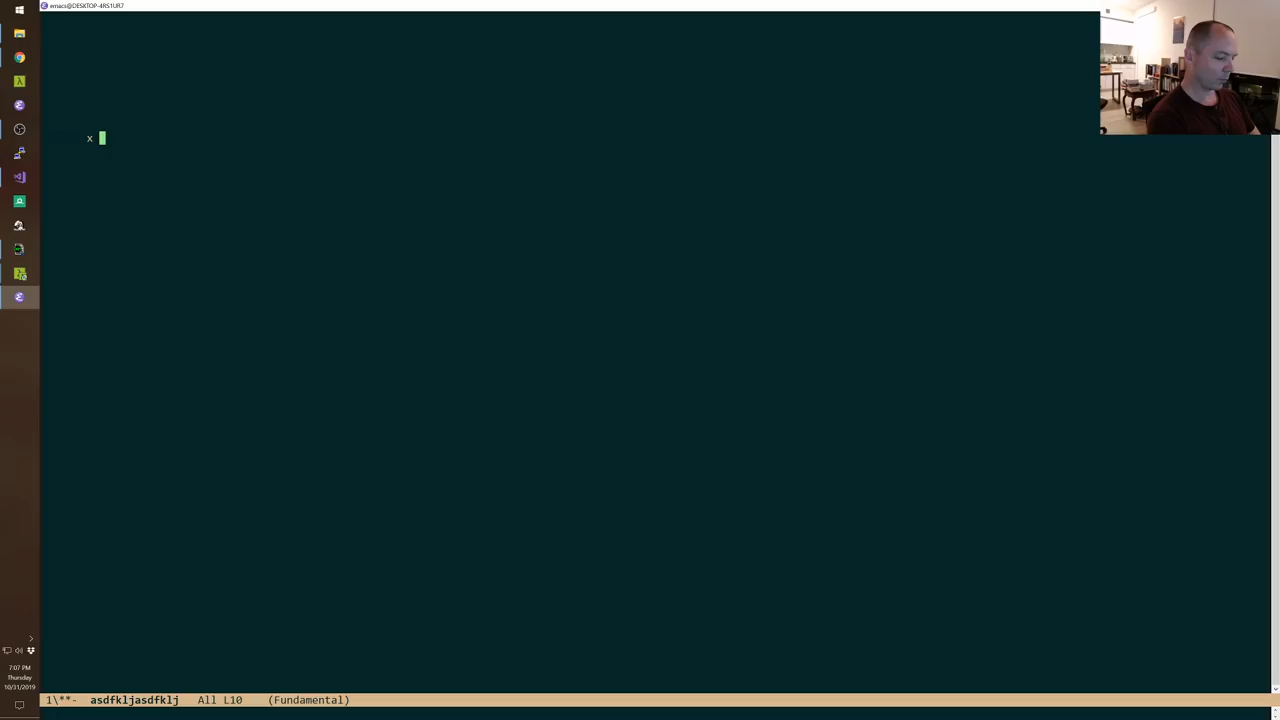 emacs@DESKTOP-4RS1UR7
x
7:07 PM
Thursday
10/31/2019
1\**-  asdfkljasdfklj   All L10    (Fundamental)